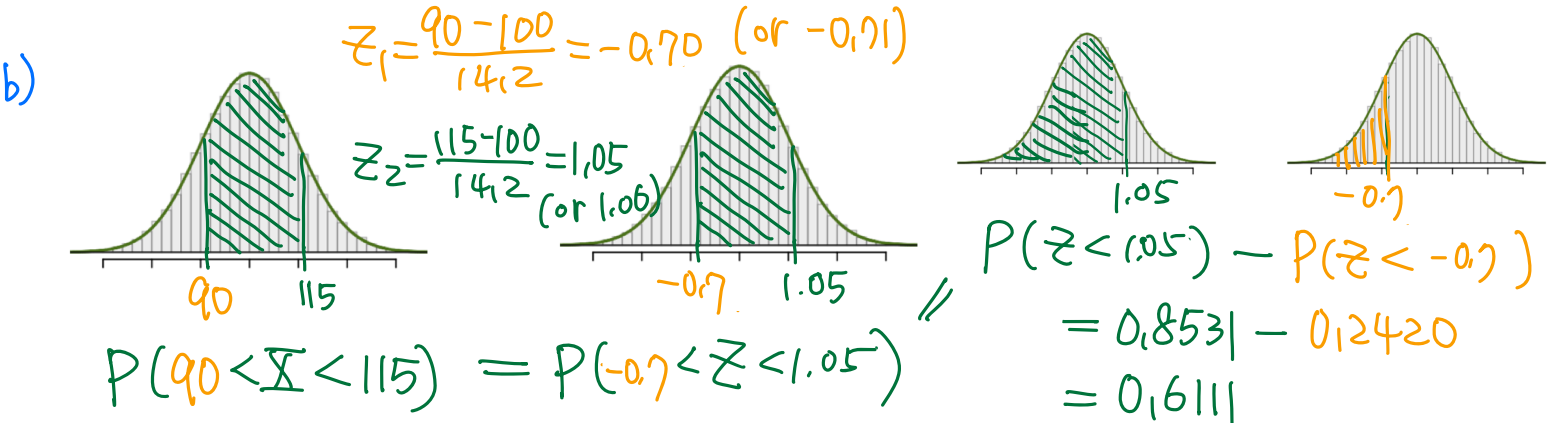 b)
Z₁ = (90 - 100) / 14,2 = -0,70 (or -0,71)
Z₂ = (115 - 100) / 14,2 = 1,05
(or 1.06)
90 115
-0,7 1.05
1.05
-0,7
P(90 < X < 115) = P(-0,7 < Z < 1.05)
//
P(Z < 1,05) - P(Z < -0,7)
= 0,8531 - 0,2420
= 0,6111